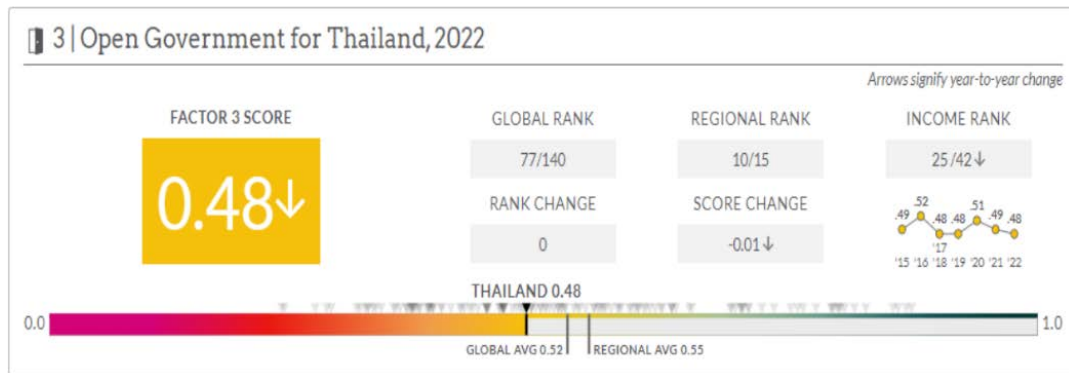 3 | Open Government for Thailand, 2022
Arrows signify year-to-year change
FACTOR 3 SCORE
0.48↓
GLOBAL RANK
77/140
REGIONAL RANK
10/15
INCOME RANK
25/42↓
RANK CHANGE
0
SCORE CHANGE
-0.01↓
.49 .52 .48 .48 .51 .49 .48
'17
'15 '16 '18 '19 '20 '21 '22
THAILAND 0.48
0.0
1.0
GLOBAL AVG 0.52
REGIONAL AVG 0.55